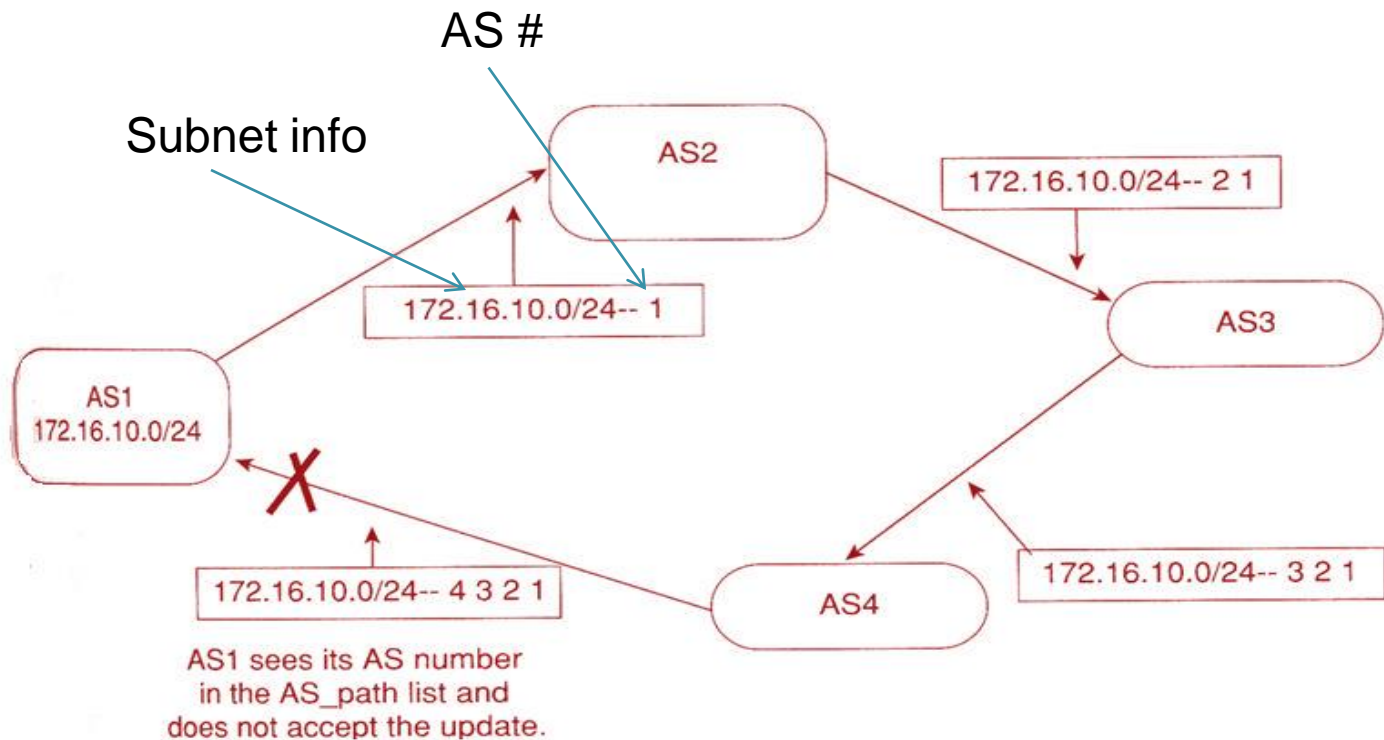 AS #
Subnet info
AS2
172.16.10.0/24-- 2 1
172.16.10.0/24-- 1
AS3
AS1
172.16.10.0/24
X
172.16.10.0/24-- 4 3 2 1
AS4
172.16.10.0/24-- 3 2 1
AS1 sees its AS number
in the AS_path list and
does not accept the update.